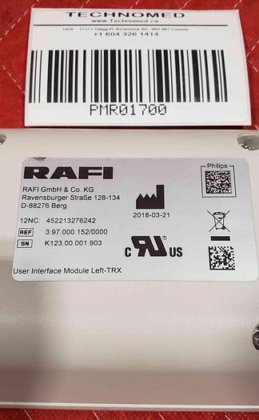 TECHNOMED
www.Technomed.ca
+1 604 326 1414
PMR01700
RAFI
Philips
RAFI GmbH & Co. KG
Ravensburger Straße 128-134
D-88276 Berg
2018-03-21
12NC: 452213276242
REF 3.97.000.152/0000
SN K123.00.001.903
C RU US
User Interface Module Left-TRX